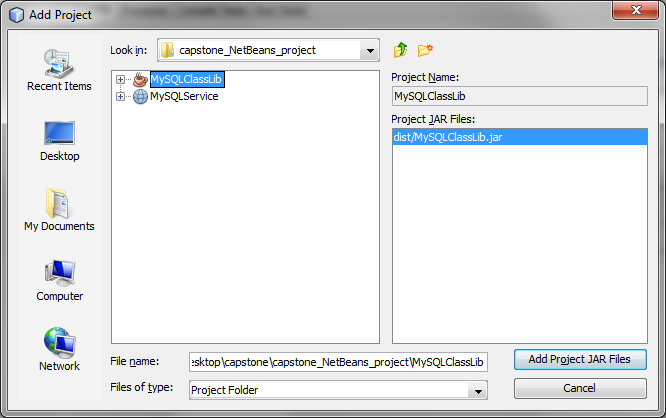 Add Project
Look in: capstone_NetBeans_project
Recent Items
Desktop
My Documents
Computer
Network
MySQLClassLib
MySQLService
Project Name:
MySQLClassLib
Project JAR Files:
dist/MySQLClassLib.jar
File name: esktop\capstone\capstone_NetBeans_project\MySQLClassLib
Files of type: Project Folder
Add Project JAR Files
Cancel